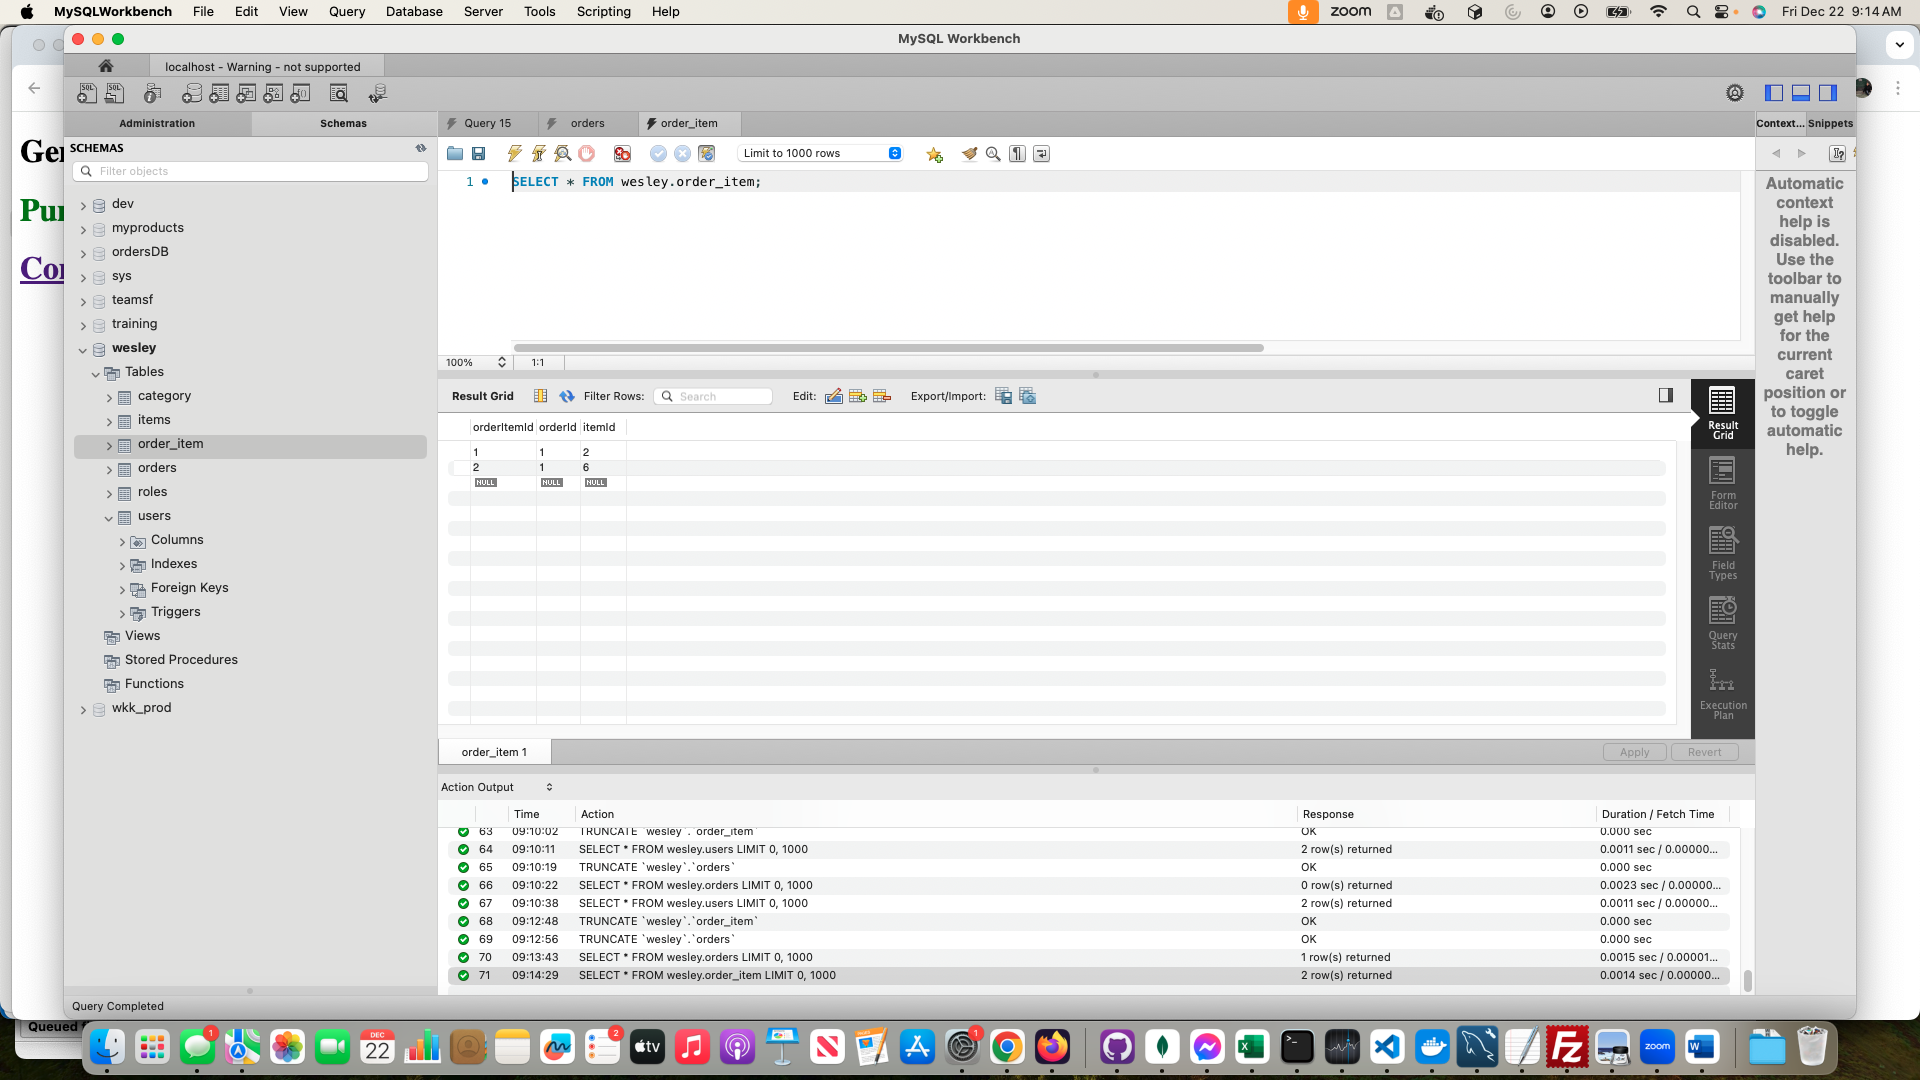 MySQLWorkbench File Edit View Query Database Server Tools Scripting Help
zoom Fri Dec 22 9:14 AM
MySQL Workbench
localhost - Warning - not supported
Administration Schemas
Query 15 orders order_item
Context... Snippets
SCHEMAS
Filter objects
dev
myproducts
ordersDB
sys
teamsf
training
wesley
Tables
category
items
order_item
orders
roles
users
Columns
Indexes
Foreign Keys
Triggers
Views
Stored Procedures
Functions
wkk_prod
Limit to 1000 rows
1 SELECT * FROM wesley.order_item;
100% 1:1
Automatic
context
help is
disabled.
Use the
toolbar to
manually
get help
for the
current
caret
position or
to toggle
automatic
help.
Result Grid Filter Rows: Search Edit: Export/Import:
orderItemId orderId itemId
1 1 2
2 1 6
NULL NULL NULL
Result
Grid
Form
Editor
Field
Types
Query
Stats
Execution
Plan
order_item 1 Apply Revert
Action Output
Time Action Response Duration / Fetch Time
63 09:10:02 TRUNCATE `wesley`.`order_item` OK 0.000 sec
64 09:10:11 SELECT * FROM wesley.users LIMIT 0, 1000 2 row(s) returned 0.0011 sec / 0.00000...
65 09:10:19 TRUNCATE `wesley`.`orders` OK 0.000 sec
66 09:10:22 SELECT * FROM wesley.orders LIMIT 0, 1000 0 row(s) returned 0.0023 sec / 0.00000...
67 09:10:38 SELECT * FROM wesley.users LIMIT 0, 1000 2 row(s) returned 0.0011 sec / 0.00000...
68 09:12:48 TRUNCATE `wesley`.`order_item` OK 0.000 sec
69 09:12:56 TRUNCATE `wesley`.`orders` OK 0.000 sec
70 09:13:43 SELECT * FROM wesley.orders LIMIT 0, 1000 1 row(s) returned 0.0015 sec / 0.00001...
71 09:14:29 SELECT * FROM wesley.order_item LIMIT 0, 1000 2 row(s) returned 0.0014 sec / 0.00000...
Query Completed
Queued
1 DEC 22 2 tv 1 zoom